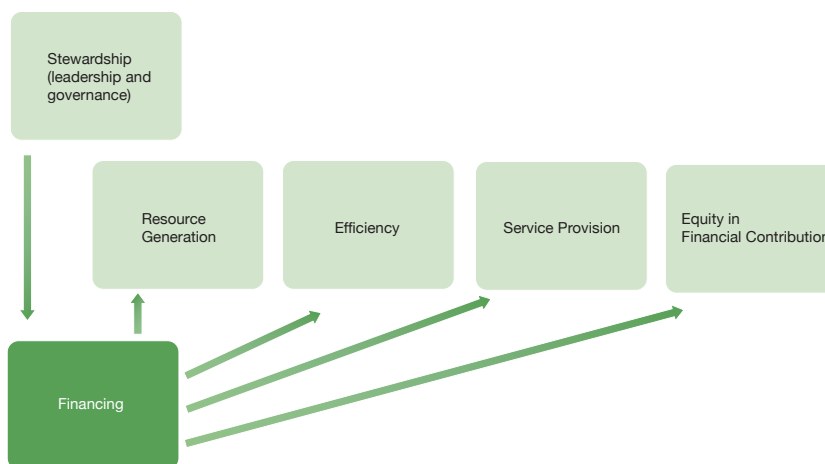 Stewardship
(leadership and
governance)
Resource
Generation
Efficiency
Service Provision
Equity in
Financial Contribution
Financing